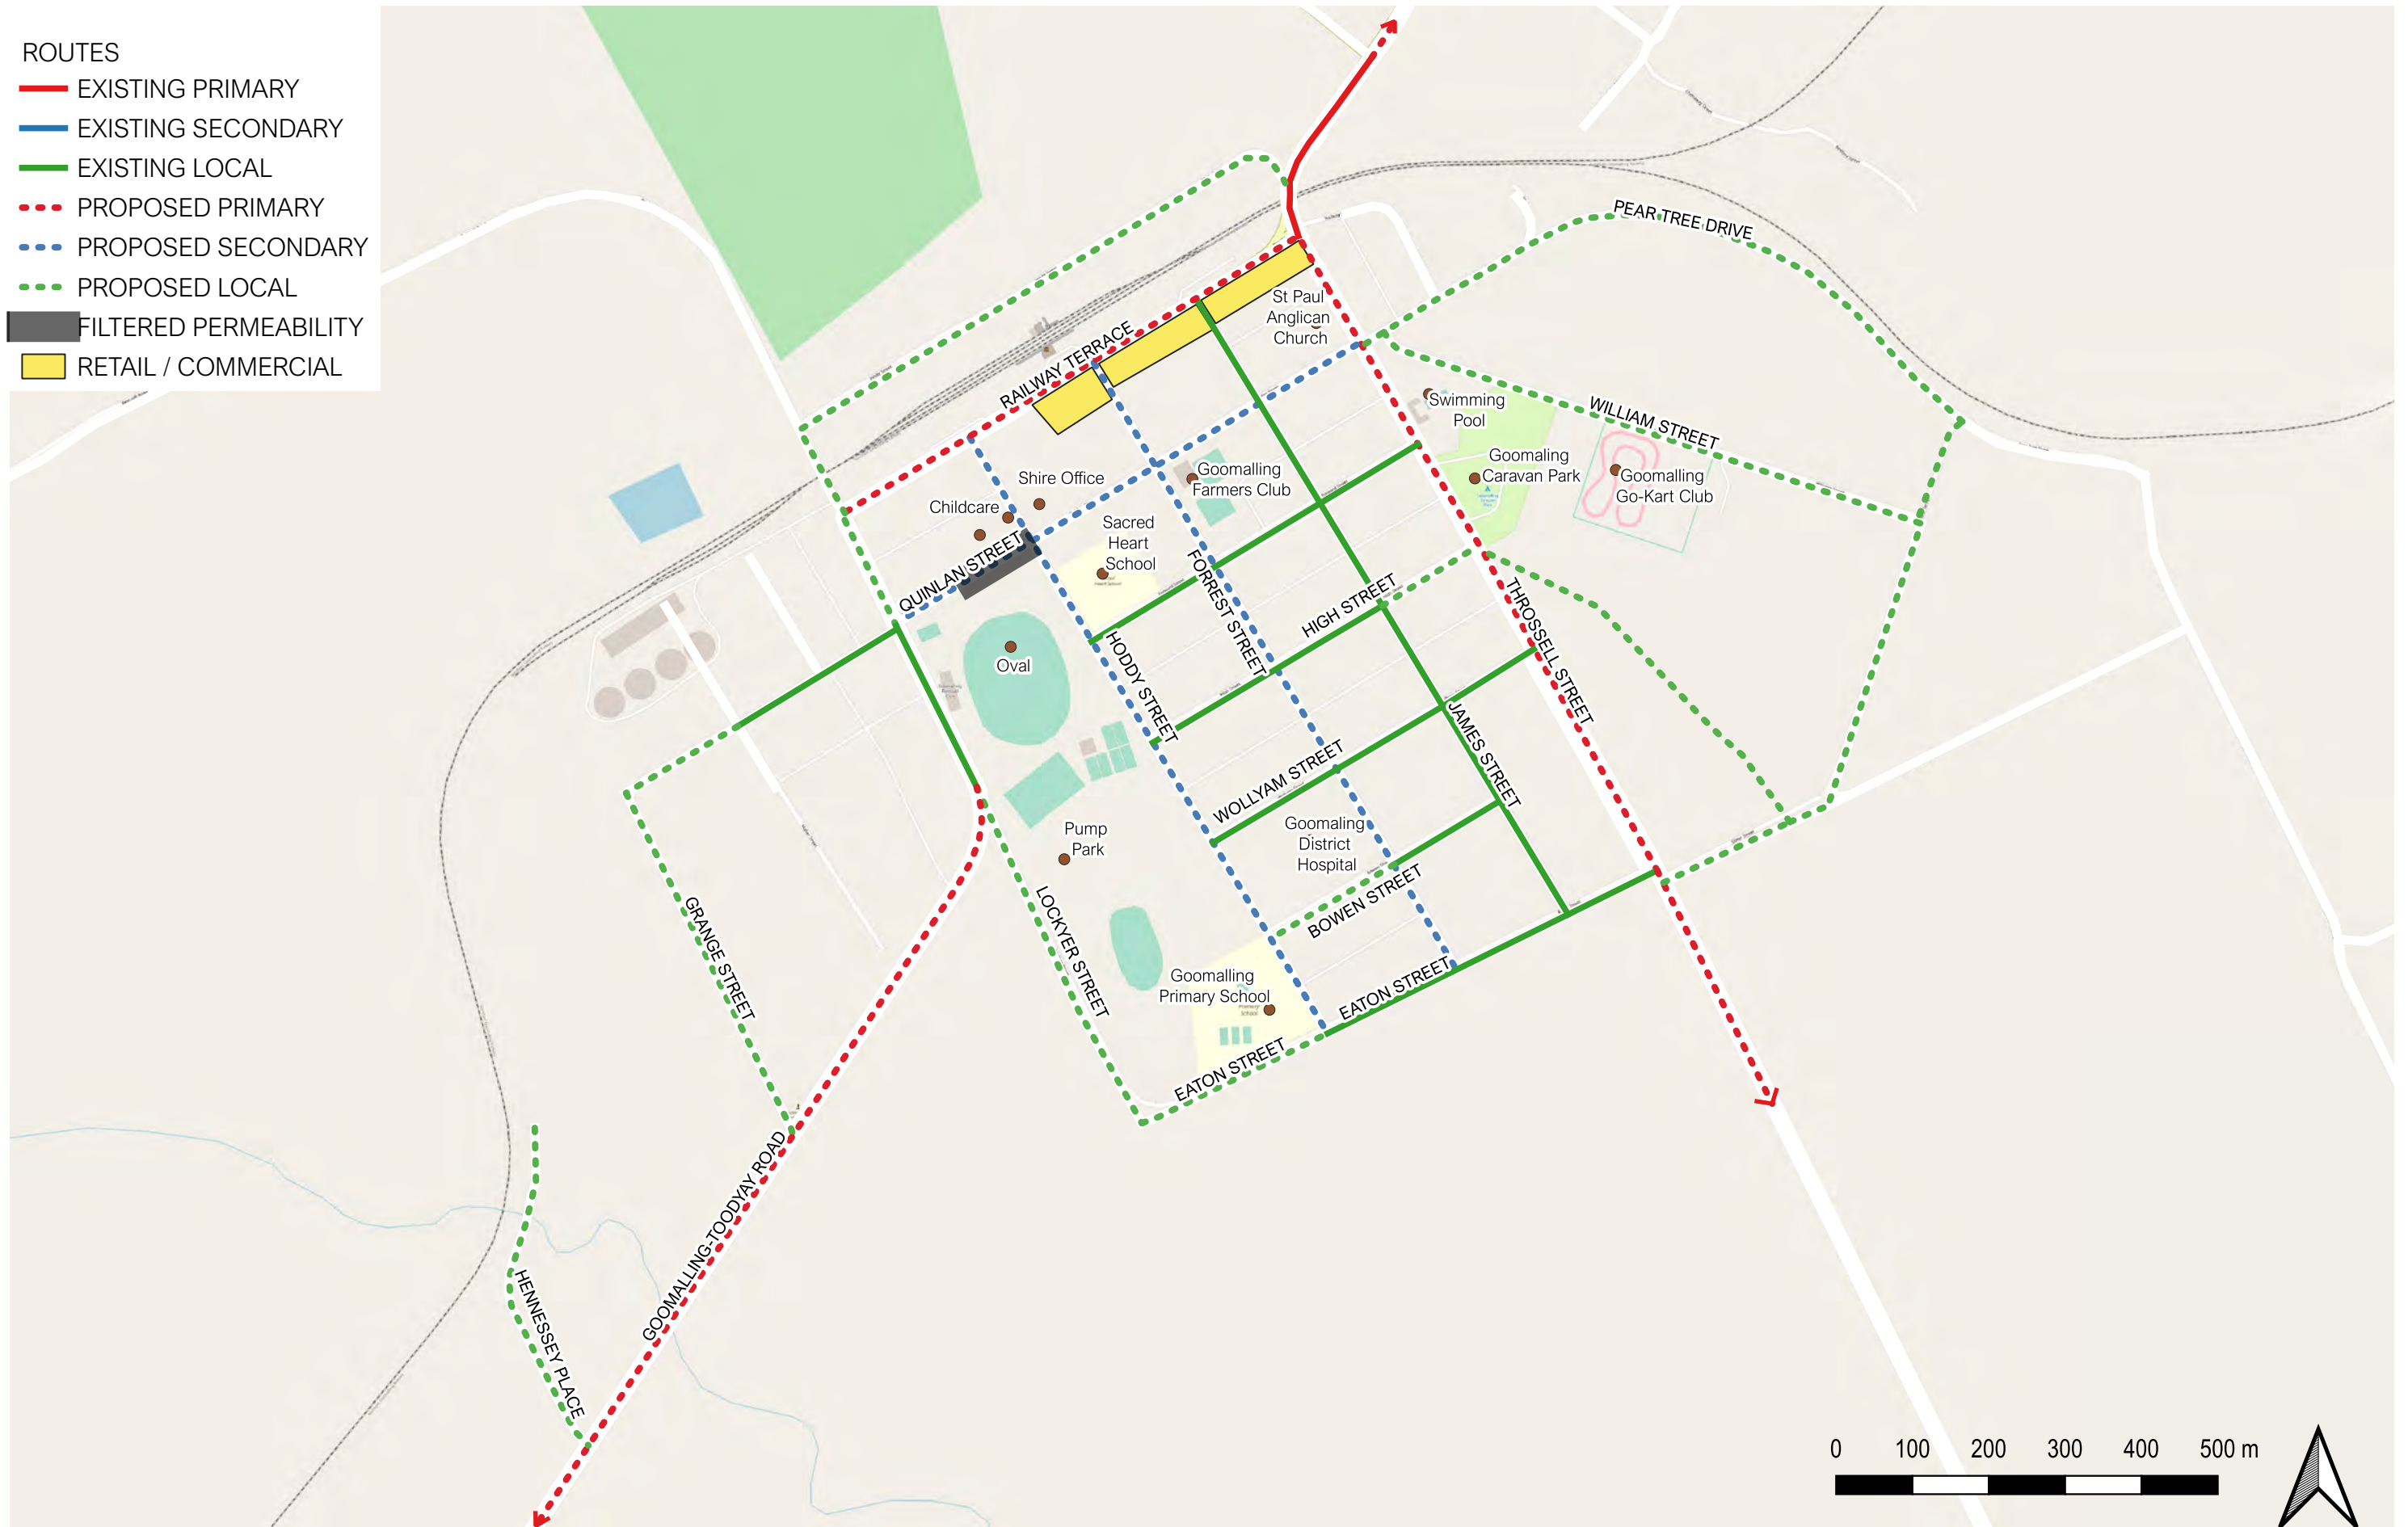 ROUTES
EXISTING PRIMARY
EXISTING SECONDARY
EXISTING LOCAL
PROPOSED PRIMARY
PROPOSED SECONDARY
PROPOSED LOCAL
FILTERED PERMEABILITY
RETAIL / COMMERCIAL
PEAR TREE DRIVE
St Paul
Anglican
Church
RAILWAY TERRACE
WILLIAM STREET
Swimming
Pool
Goomaling
Caravan Park
Goomalling
Go-Kart Club
Goomalling
Farmers Club
Shire Office
Childcare
Sacred
Heart
School
QUINLAN STREET
FORREST STREET
HIGH STREET
THROSSELL STREET
Oval
HODDY STREET
JAMES STREET
WOLLYAM STREET
Pump
Park
Goomaling
District
Hospital
BOWEN STREET
LOCKYER STREET
GRANGE STREET
Goomalling
Primary School
EATON STREET
EATON STREET
GOOMALLING-TOODYAY ROAD
HENNESSEY PLACE
0 100 200 300 400 500 m